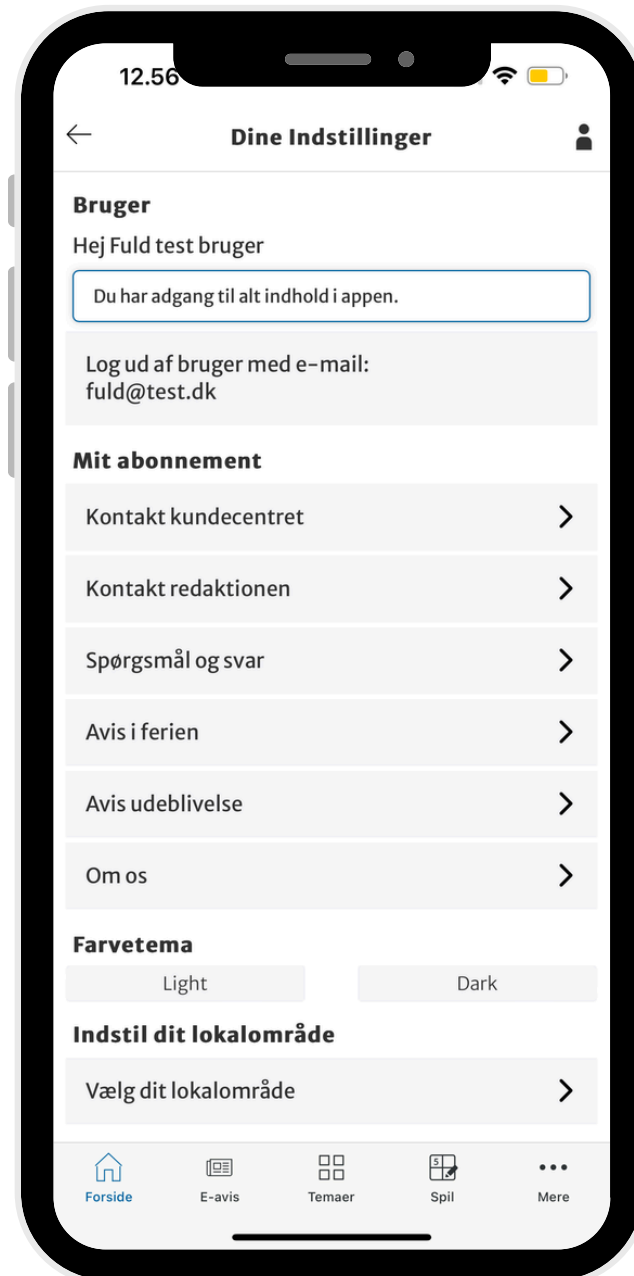 12.56
Dine Indstillinger
Bruger
Hej Fuld test bruger
Du har adgang til alt indhold i appen.
Log ud af bruger med e-mail:
fuld@test.dk
Mit abonnement
Kontakt kundecentret
Kontakt redaktionen
Spørgsmål og svar
Avis i ferien
Avis udeblivelse
Om os
Farvetema
Light
Dark
Indstil dit lokalområde
Vælg dit lokalområde
5
Forside
E-avis
Temaer
Spil
Mere